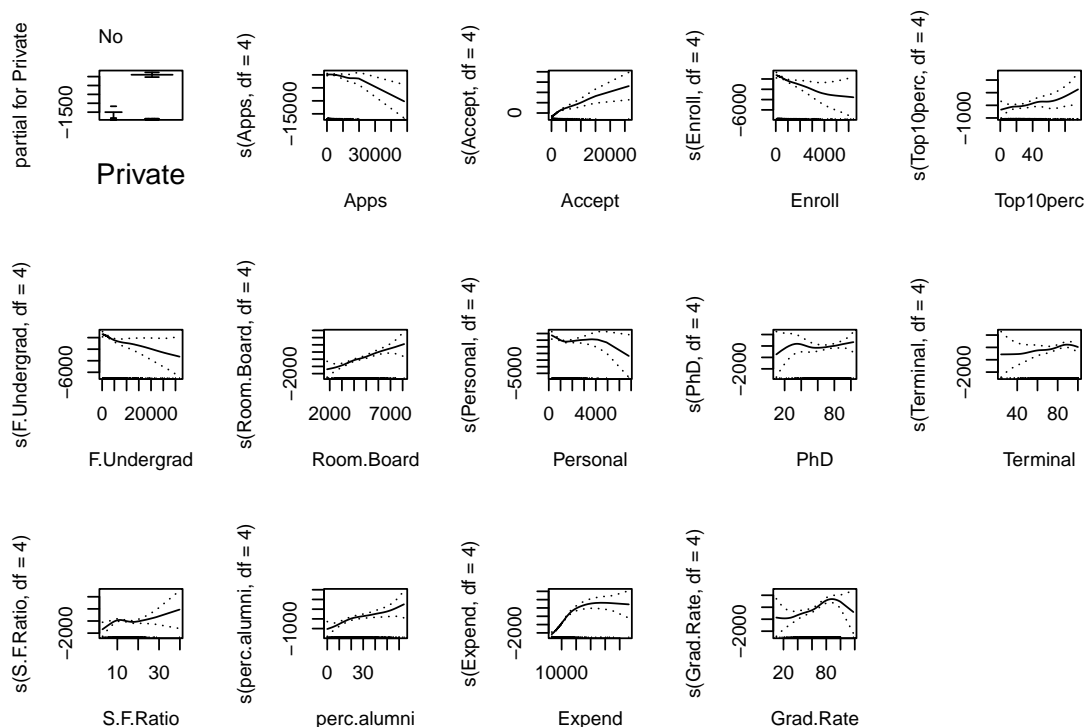 partial for Private
−1500
No
Private
s(Apps, df = 4)
−15000
0 30000
Apps
s(Accept, df = 4)
0
0 20000
Accept
s(Enroll, df = 4)
−6000
0 4000
Enroll
s(Top10perc, df = 4)
−1000
0 40
Top10perc
s(F.Undergrad, df = 4)
−6000
0 20000
F.Undergrad
s(Room.Board, df = 4)
−2000
2000 7000
Room.Board
s(Personal, df = 4)
−5000
0 4000
Personal
s(PhD, df = 4)
−2000
20 80
PhD
s(Terminal, df = 4)
−2000
40 80
Terminal
s(S.F.Ratio, df = 4)
−2000
10 30
S.F.Ratio
s(perc.alumni, df = 4)
−1000
0 30
perc.alumni
s(Expend, df = 4)
−2000
10000
Expend
s(Grad.Rate, df = 4)
−2000
20 80
Grad.Rate